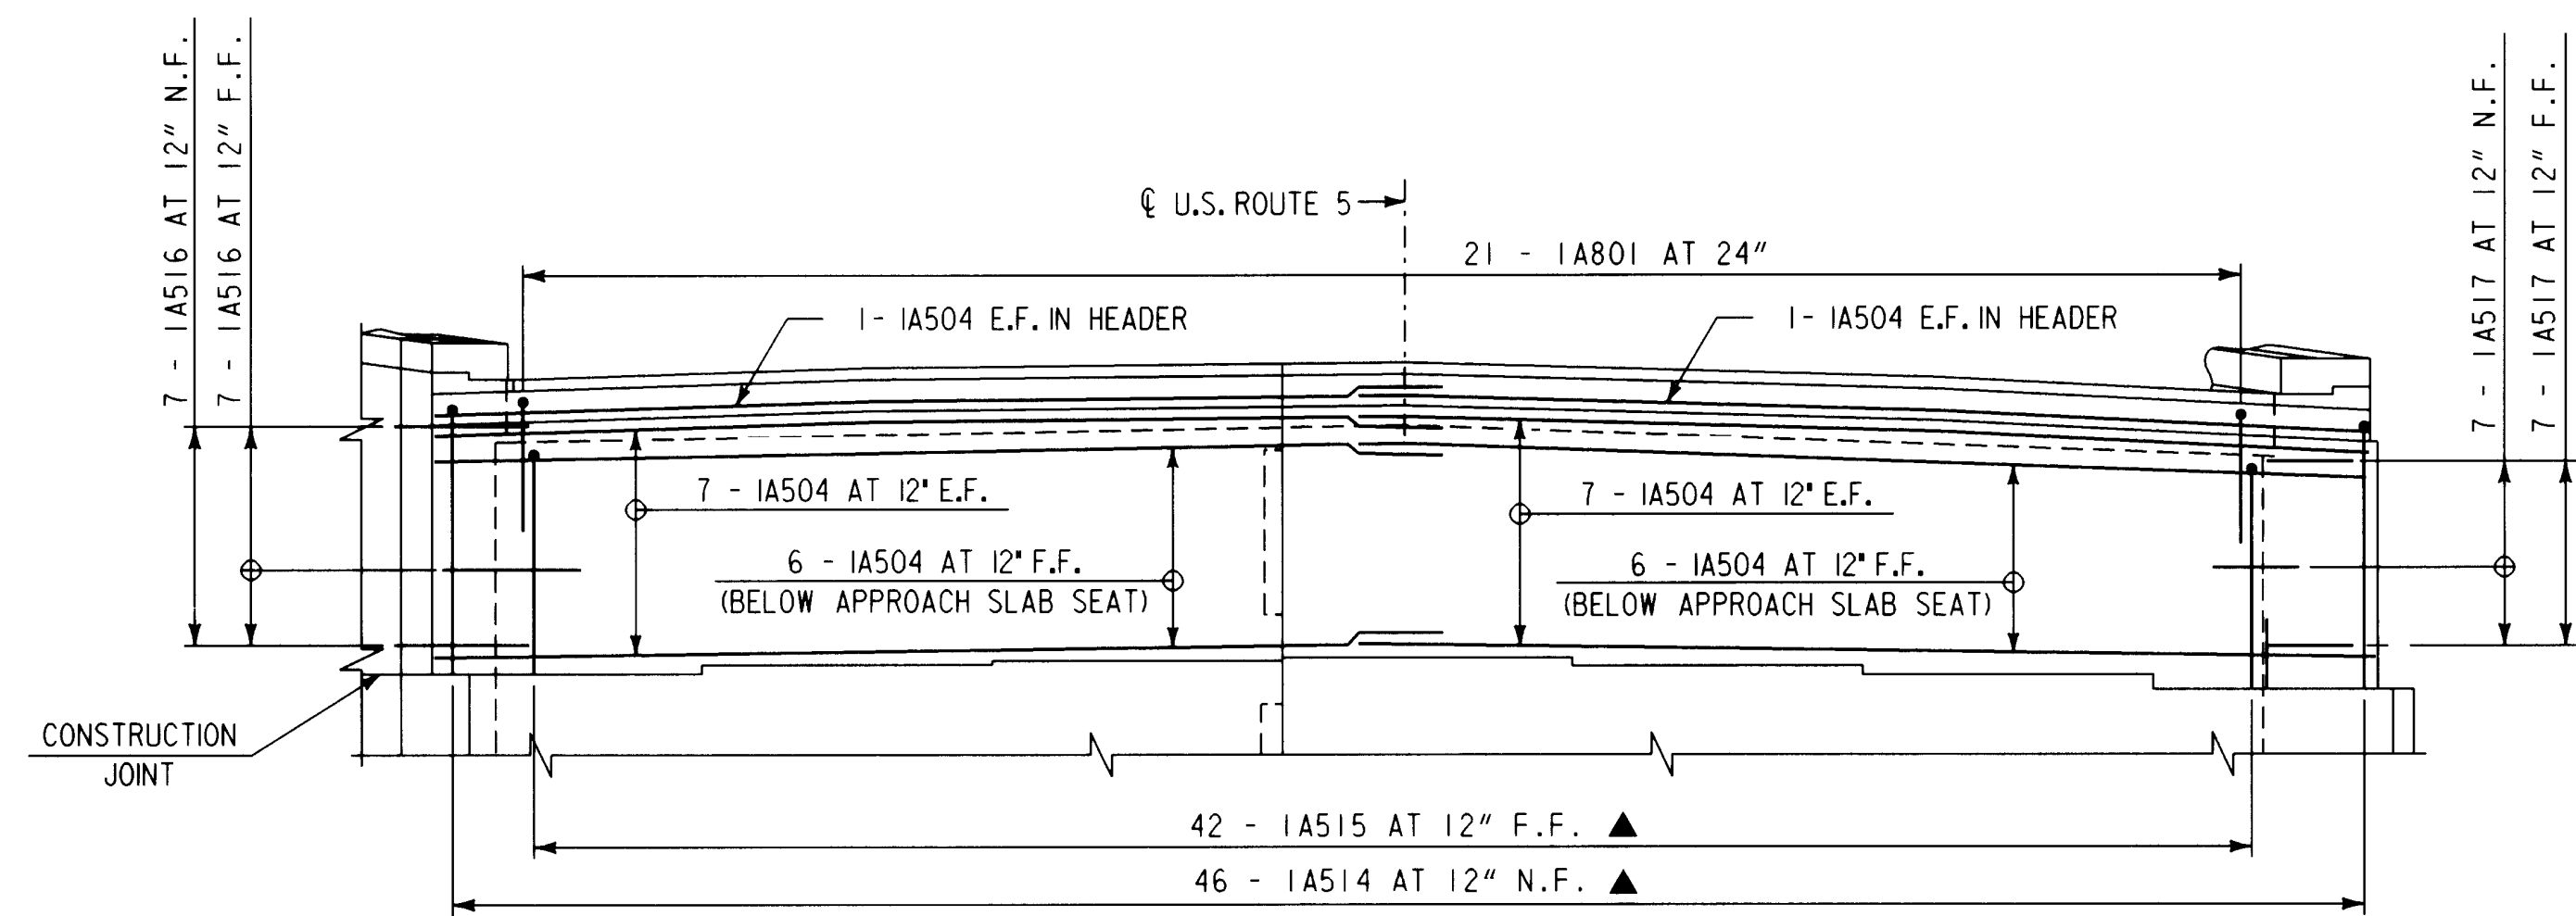 7 - 1A516 AT 12" N.F.
7 - 1A516 AT 12" F.F.
℄ U.S. ROUTE 5
21 - 1A801 AT 24"
1 - 1A504 E.F. IN HEADER
1 - 1A504 E.F. IN HEADER
7 - 1A517 AT 12" N.F.
7 - 1A517 AT 12" F.F.
7 - 1A504 AT 12" E.F.
7 - 1A504 AT 12" E.F.
6 - 1A504 AT 12" F.F.
(BELOW APPROACH SLAB SEAT)
6 - 1A504 AT 12" F.F.
(BELOW APPROACH SLAB SEAT)
CONSTRUCTION
JOINT
42 - 1A515 AT 12" F.F. ▲
46 - 1A514 AT 12" N.F. ▲